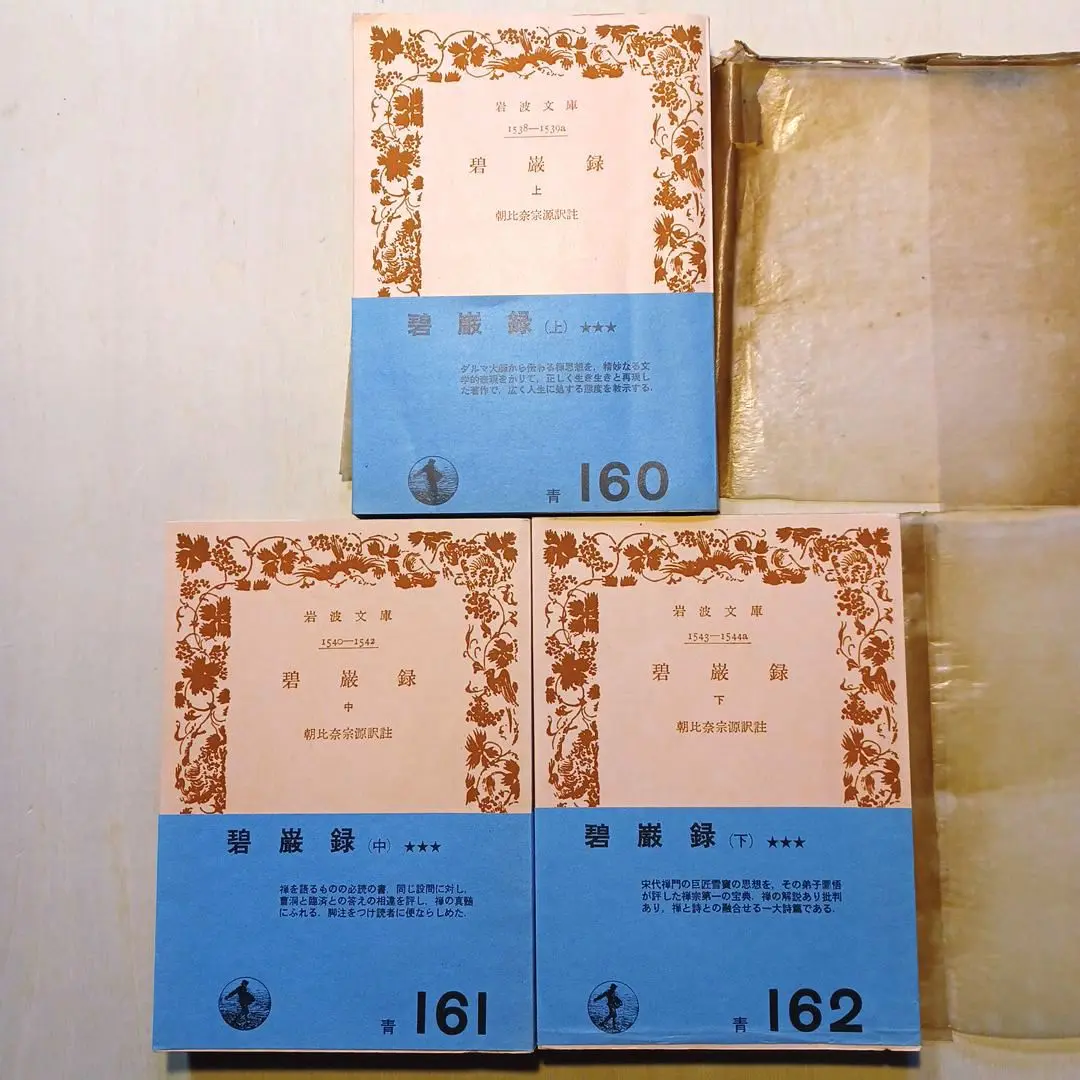 岩波文庫
1538—1539a
碧巌録
上
朝比奈宗源訳註
碧巌録(上) ★★★
ダルマ大師から伝わる禅思想を,精妙なる文
学的表現をかりて,正しく生き生きと再現し
た著作で,広く人生に処する態度を教示する.
青 160
岩波文庫
1540—1542
碧巌録
中
朝比奈宗源訳註
碧巌録(中) ★★★
禅を語るものの必読の書.同じ設問に対し,
曹洞と臨済との答えの相違を評し,禅の真髄
にふれる.脚注をつけ読者に便ならしめた.
青 161
岩波文庫
1543—1544a
碧巌録
下
朝比奈宗源訳註
碧巌録(下) ★★★
宋代禅門の巨匠雪竇の思想を,その弟子圜悟
が評した禅宗第一の宝典.禅の解説あり批判
あり,禅と詩との融合せる一大詩篇である.
青 162